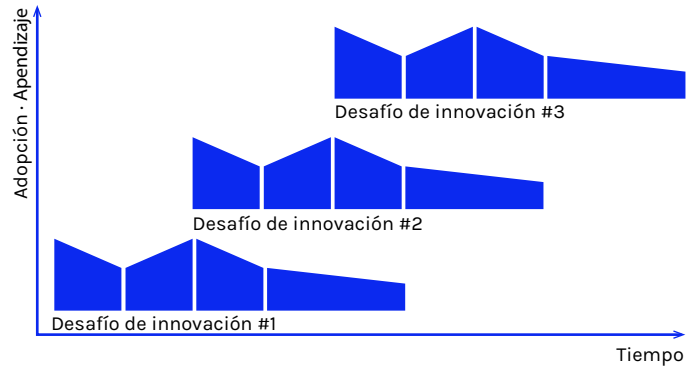 Adopción · Apendizaje
Desafío de innovación #3
Desafío de innovación #2
Desafío de innovación #1
Tiempo